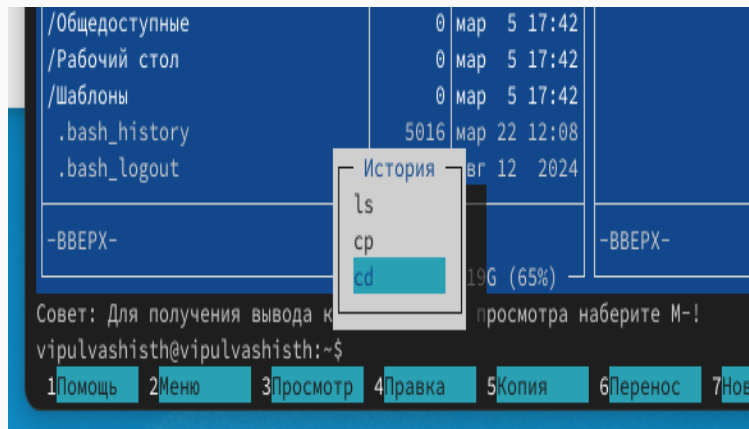 /Общедоступные 0 мар 5 17:42
/Рабочий стол 0 мар 5 17:42
/Шаблоны 0 мар 5 17:42
.bash_history 5016 мар 22 12:08
.bash_logout вг 12 2024
История
ls
cp
cd
-ВВЕРХ- -ВВЕРХ-
19G (65%)
Совет: Для получения вывода к просмотра наберите M-!
vipulvashisth@vipulvashisth:~$
1Помощь 2Меню 3Просмотр 4Правка 5Копия 6Перенос 7Нов